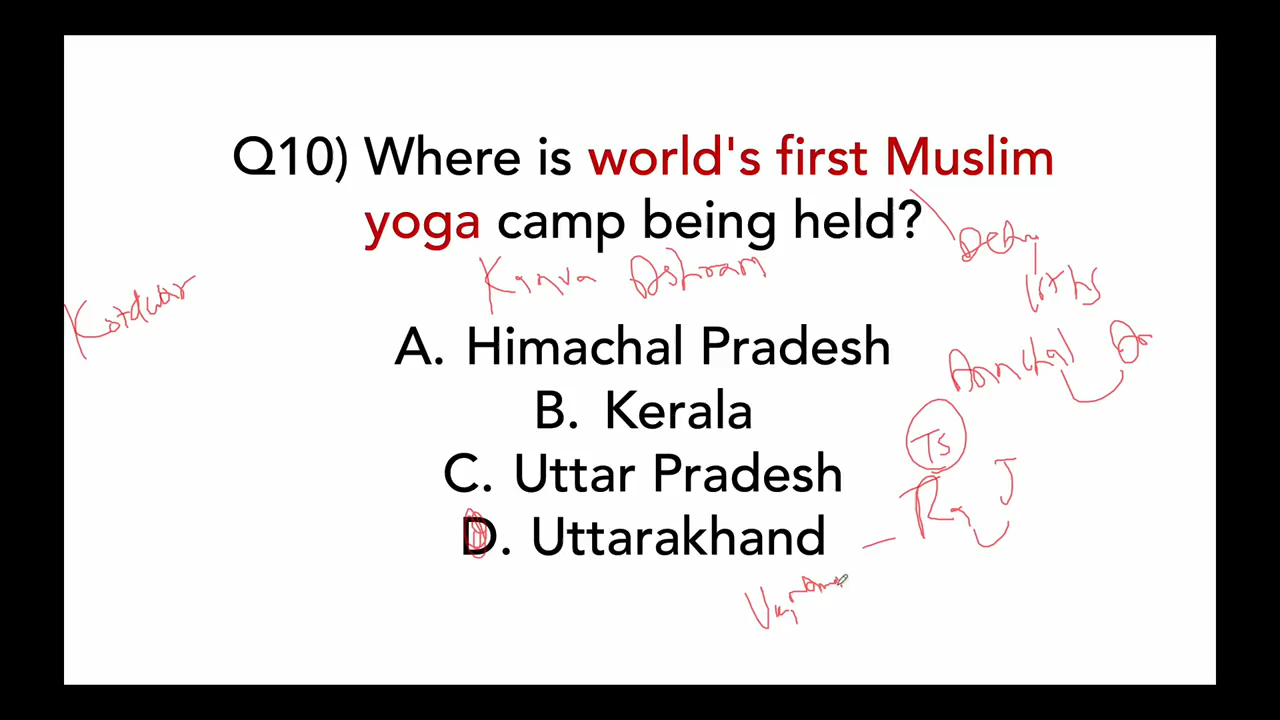 Q10) Where is world's first Muslim
yoga camp being held?
Kanva Ashram
Kotdwar
A. Himachal Pradesh
B. Kerala
C. Uttar Pradesh
D. Uttarakhand
TS